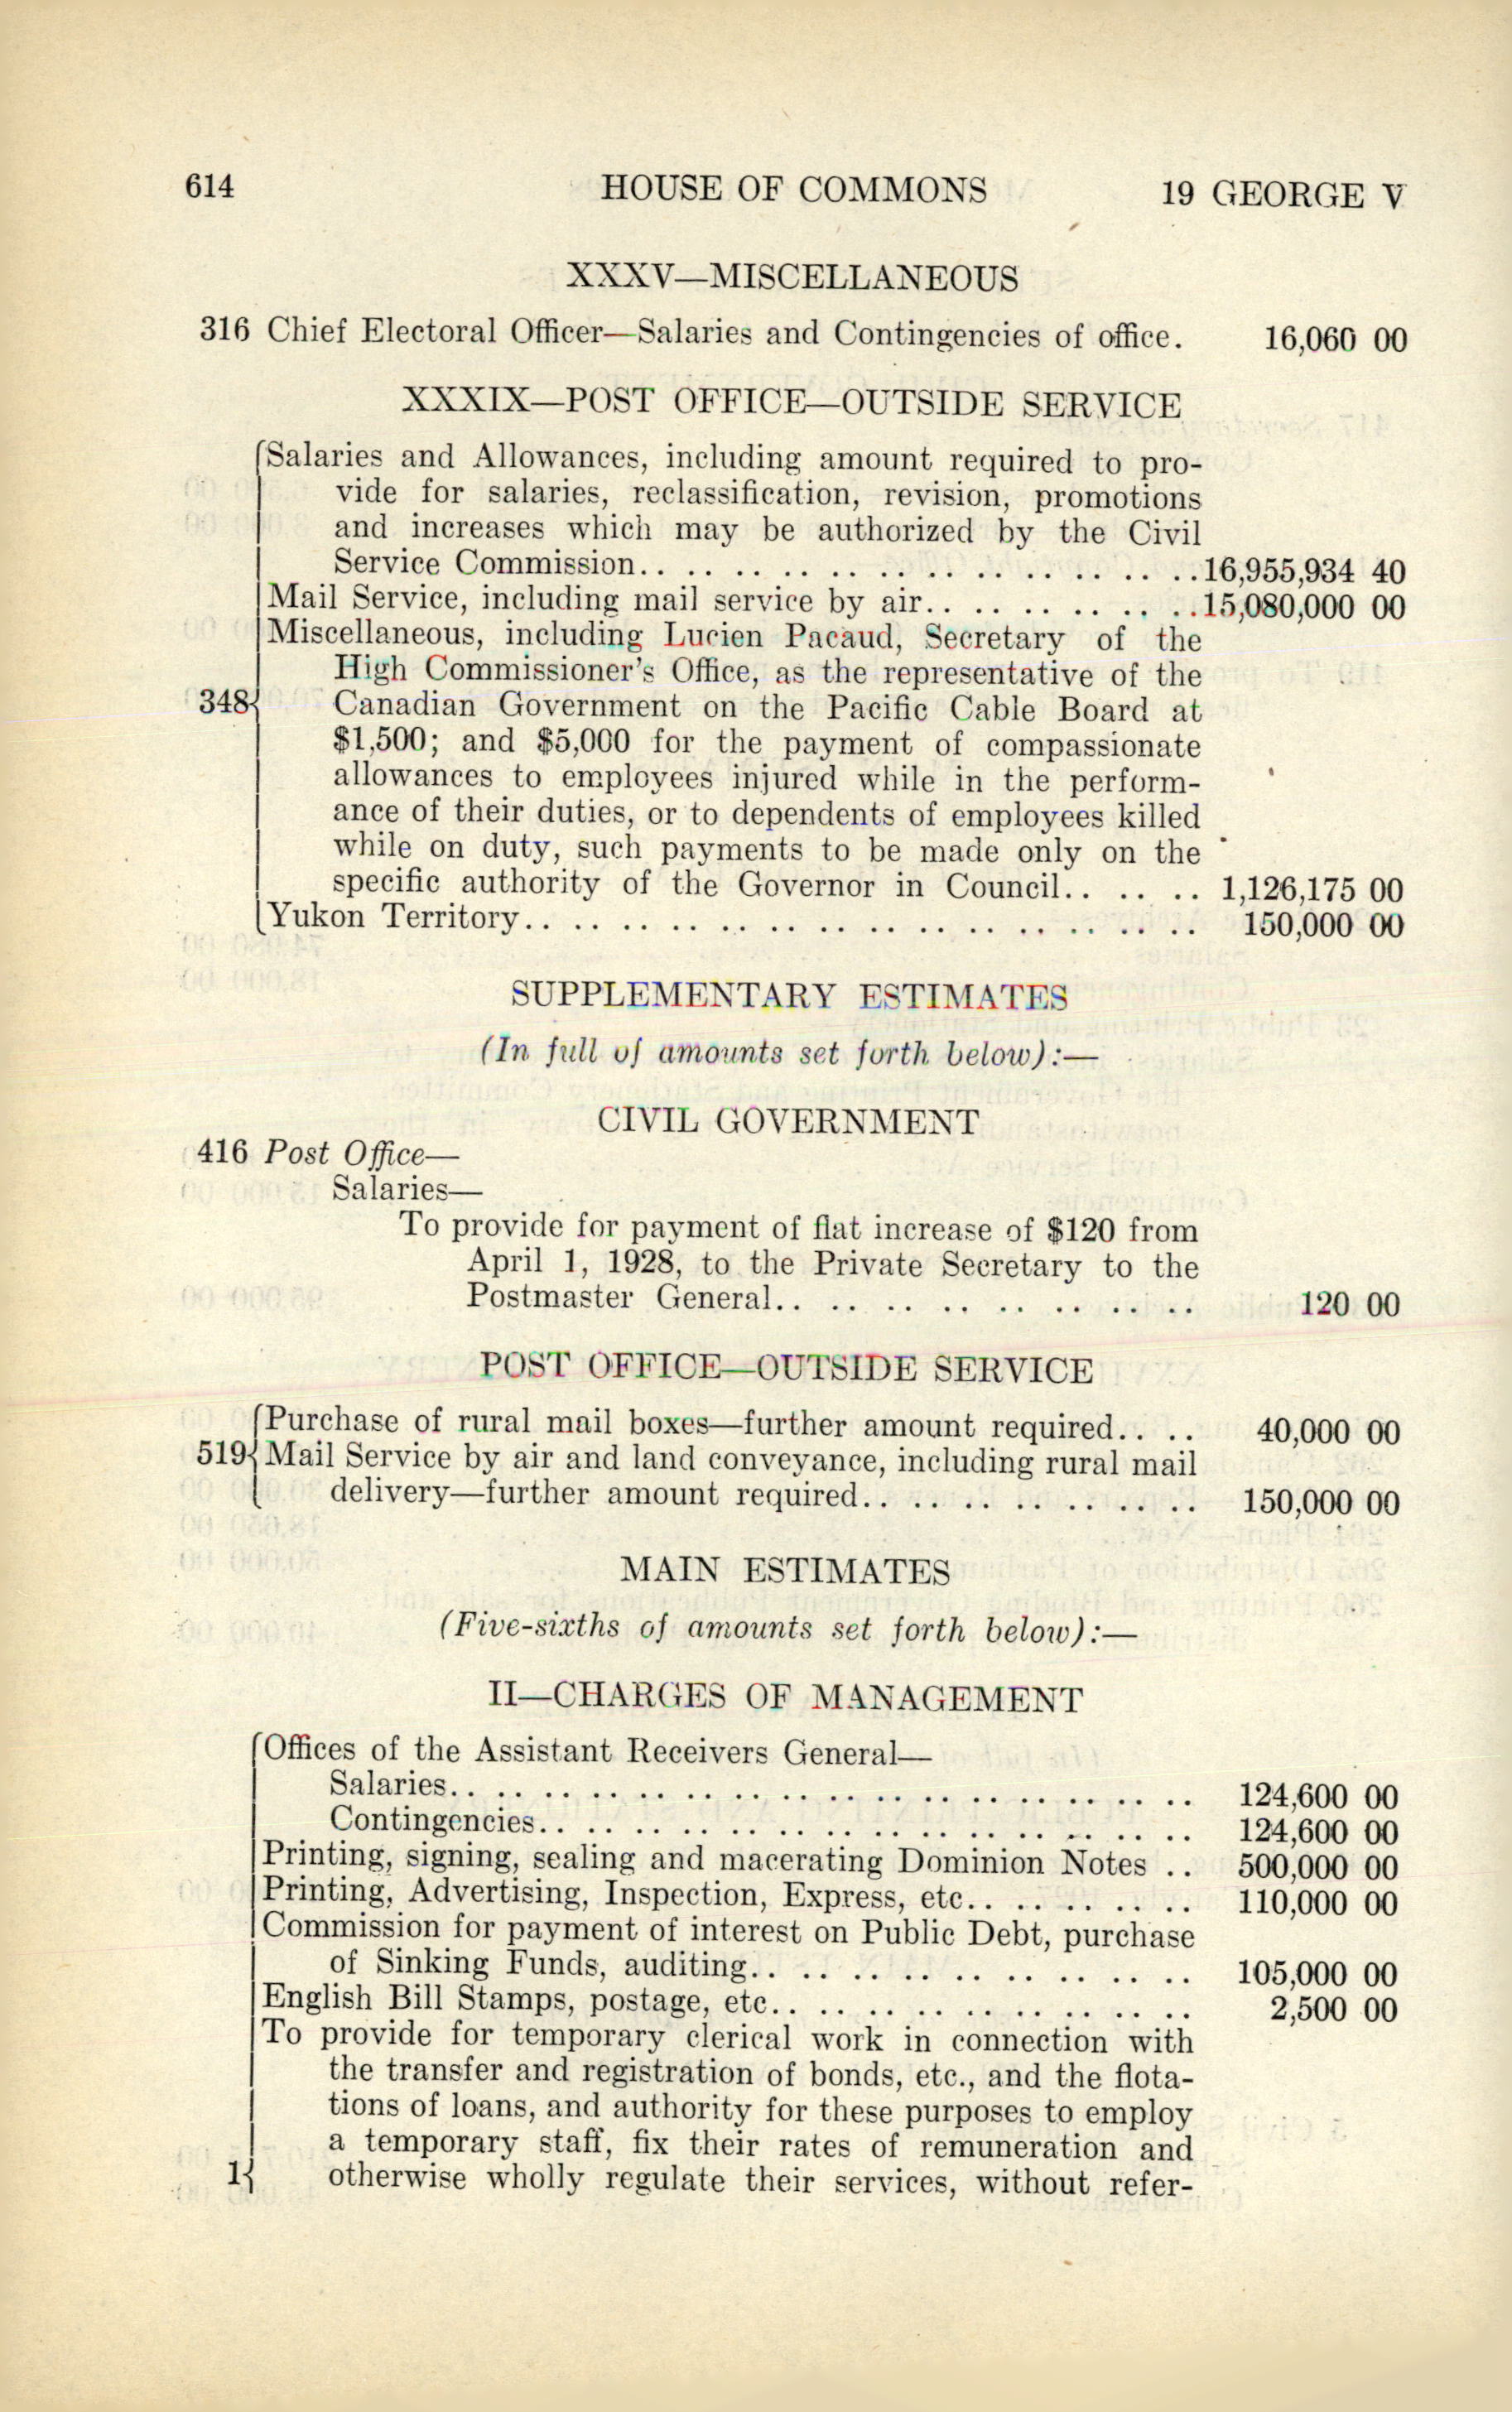 614 HOUSE OF COMMONS 19 GEORGE V
XXXV—MISCELLANEOUS
316 Chief Electoral Officer—Salaries and Contingencies of office. 16,060 00
XXXIX—POST OFFICE—OUTSIDE SERVICE
Salaries and Allowances, including amount required to pro-
vide for salaries, reclassification, revision, promotions
and increases which may be authorized by the Civil
Service Commission.. .. .. .. .. .. .. .. .. .. .. ..16,955,934 40
Mail Service, including mail service by air.. .. .. .. .. ..15,080,000 00
Miscellaneous, including Lucien Pacaud, Secretary of the
High Commissioner's Office, as the representative of the
348{ Canadian Government on the Pacific Cable Board at
$1,500; and $5,000 for the payment of compassionate
allowances to employees injured while in the perform-
ance of their duties, or to dependents of employees killed
while on duty, such payments to be made only on the
specific authority of the Governor in Council.. .. .. 1,126,175 00
Yukon Territory.. .. .. .. .. .. .. .. .. .. .. .. .. .. 150,000 00
SUPPLEMENTARY ESTIMATES
(In full of amounts set forth below):—
CIVIL GOVERNMENT
416 Post Office—
Salaries—
To provide for payment of flat increase of $120 from
April 1, 1928, to the Private Secretary to the
Postmaster General.. .. .. .. .. .. .. .. 120 00
POST OFFICE—OUTSIDE SERVICE
Purchase of rural mail boxes—further amount required.. .. 40,000 00
519{ Mail Service by air and land conveyance, including rural mail
delivery—further amount required.. .. .. .. .. .. .. 150,000 00
MAIN ESTIMATES
(Five-sixths of amounts set forth below):—
II—CHARGES OF MANAGEMENT
Offices of the Assistant Receivers General—
Salaries.. .. .. .. .. .. .. .. .. .. .. .. .. .. .. .. 124,600 00
Contingencies.. .. .. .. .. .. .. .. .. .. .. .. .. .. 124,600 00
Printing, signing, sealing and macerating Dominion Notes .. 500,000 00
Printing, Advertising, Inspection, Express, etc.. .. .. .. .. 110,000 00
Commission for payment of interest on Public Debt, purchase
of Sinking Funds, auditing.. .. .. .. .. .. .. .. .. 105,000 00
English Bill Stamps, postage, etc.. .. .. .. .. .. .. .. .. 2,500 00
To provide for temporary clerical work in connection with
the transfer and registration of bonds, etc., and the flota-
tions of loans, and authority for these purposes to employ
a temporary staff, fix their rates of remuneration and
1{ otherwise wholly regulate their services, without refer-